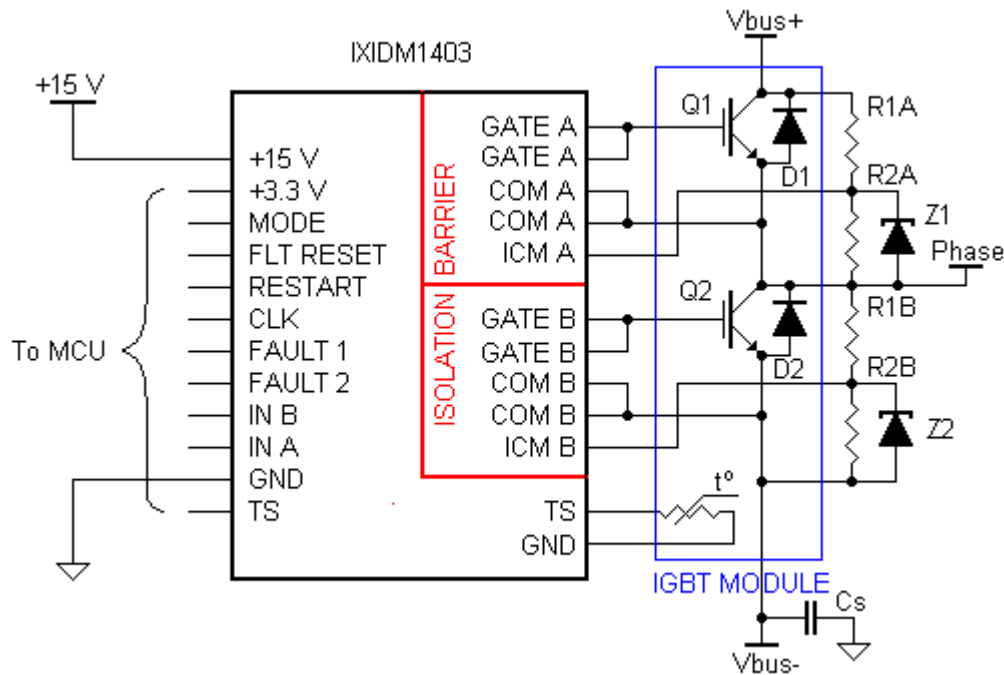 IXIDM1403
+15 V
+15 V
+3.3 V
MODE
FLT RESET
RESTART
CLK
FAULT 1
FAULT 2
IN B
IN A
GND
TS
To MCU
ISOLATION BARRIER
GATE A
GATE A
COM A
COM A
ICM A
GATE B
GATE B
COM B
COM B
ICM B
TS
GND
Vbus+
Q1
D1
R1A
R2A
Z1
Phase
Q2
D2
R1B
R2B
Z2
tº
IGBT MODULE
Cs
Vbus-